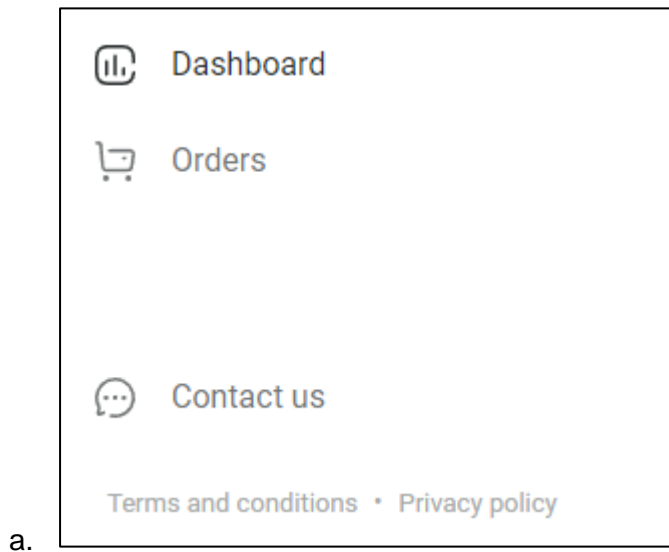 Dashboard
Orders
Contact us
Terms and conditions • Privacy policy
a.